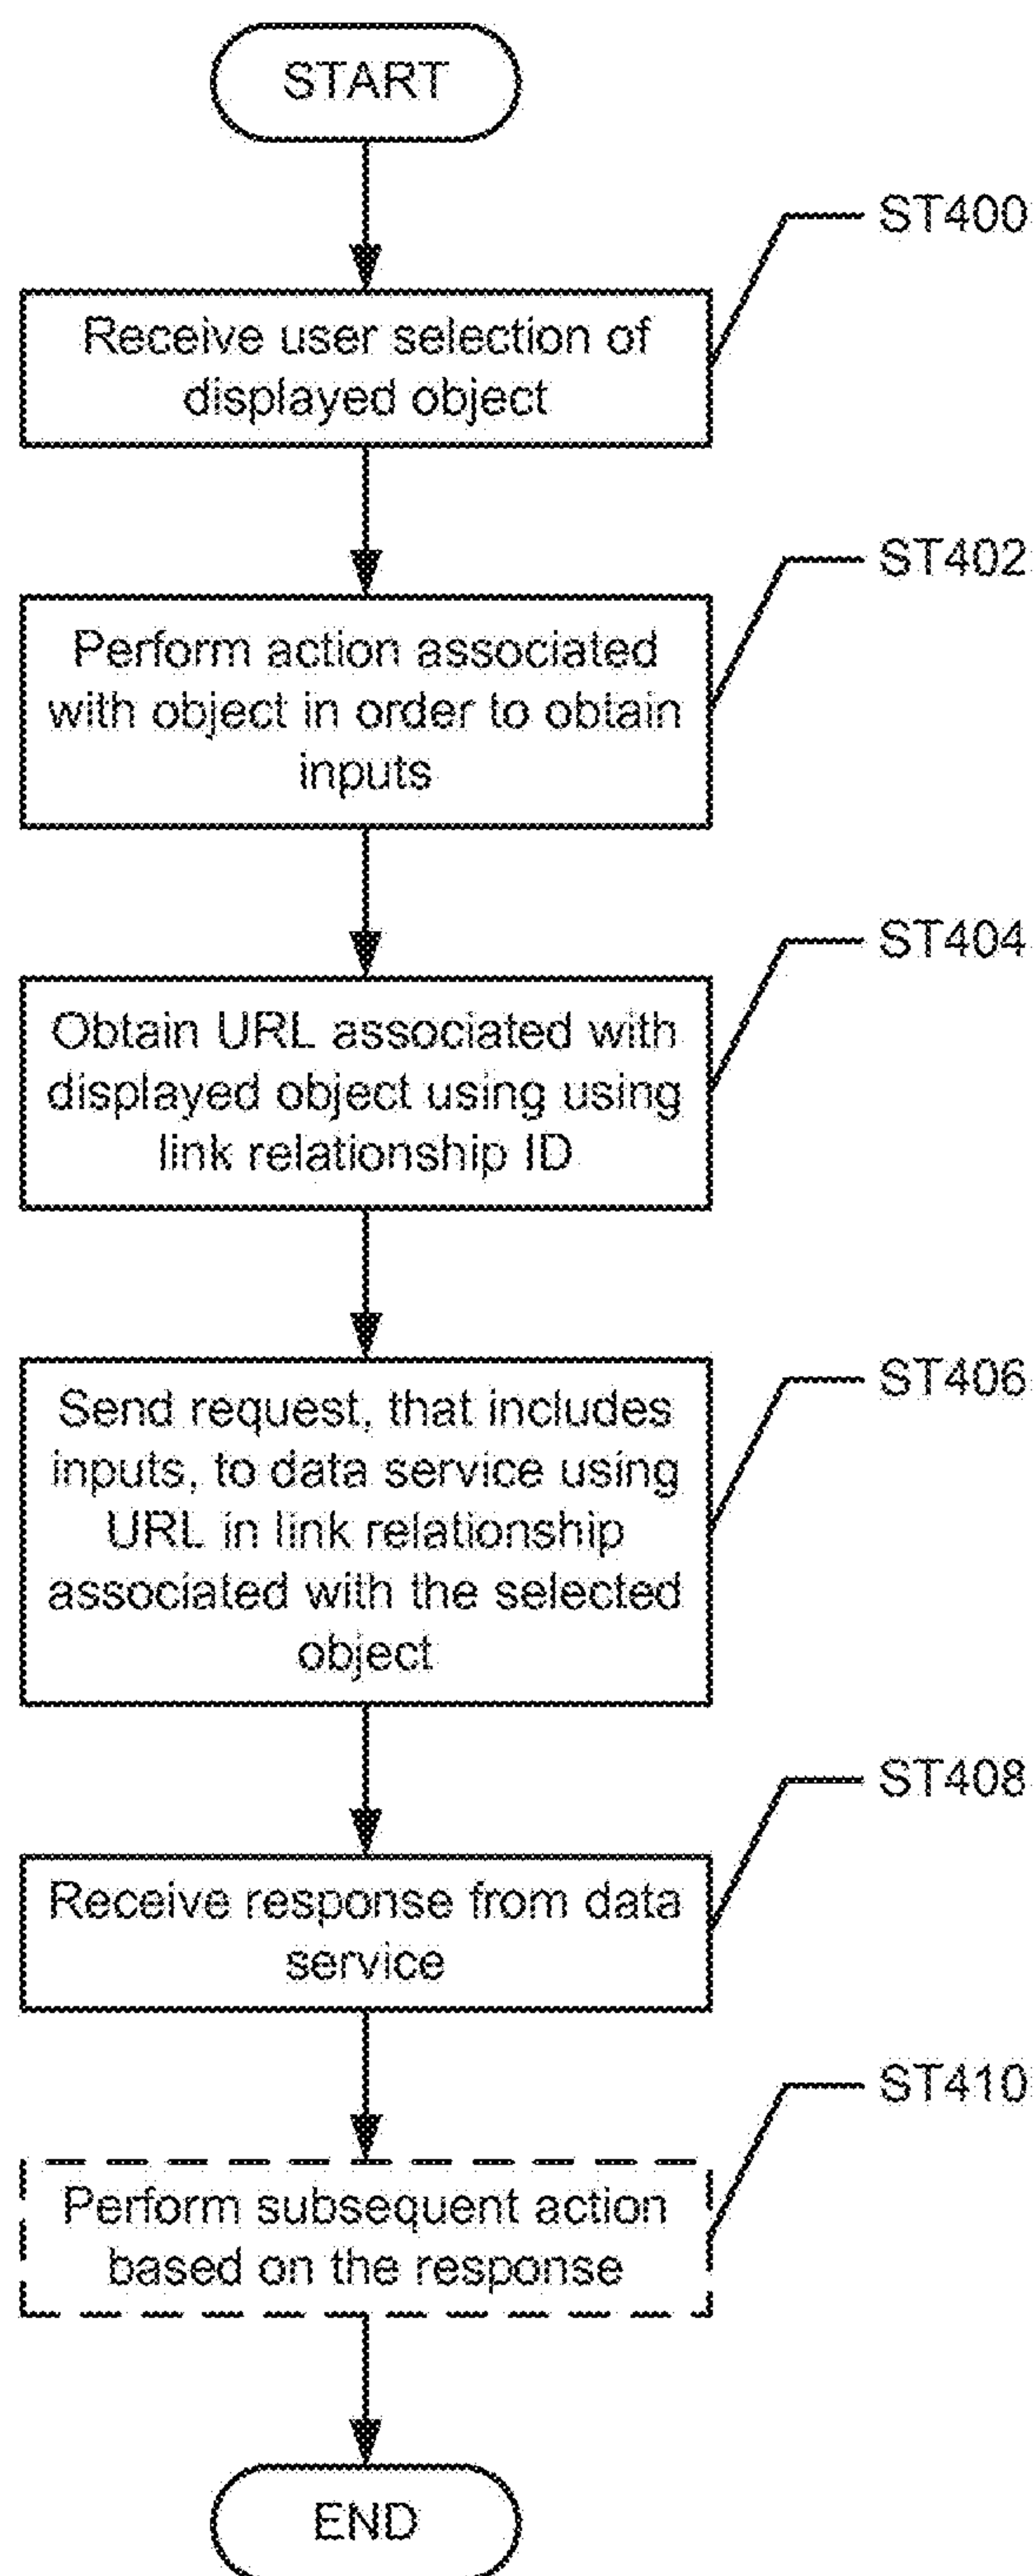 START
ST400
Receive user selection of
displayed object
ST402
Perform action associated
with object in order to obtain
inputs
ST404
Obtain URL associated with
displayed object using using
link relationship ID
ST406
Send request, that includes
inputs, to data service using
URL in link relationship
associated with the selected
object
ST408
Receive response from data
service
ST410
Perform subsequent action
based on the response
END